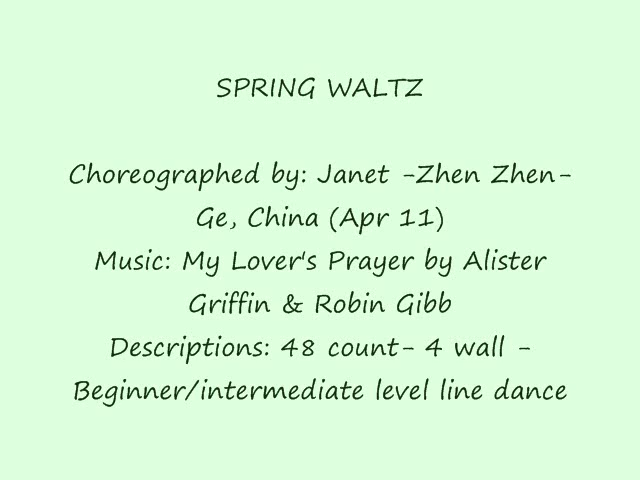 SPRING WALTZ
Choreographed by: Janet -Zhen Zhen-
Ge, China (Apr 11)
Music: My Lover's Prayer by Alister
Griffin & Robin Gibb
Descriptions: 48 count- 4 wall -
Beginner/intermediate level line dance